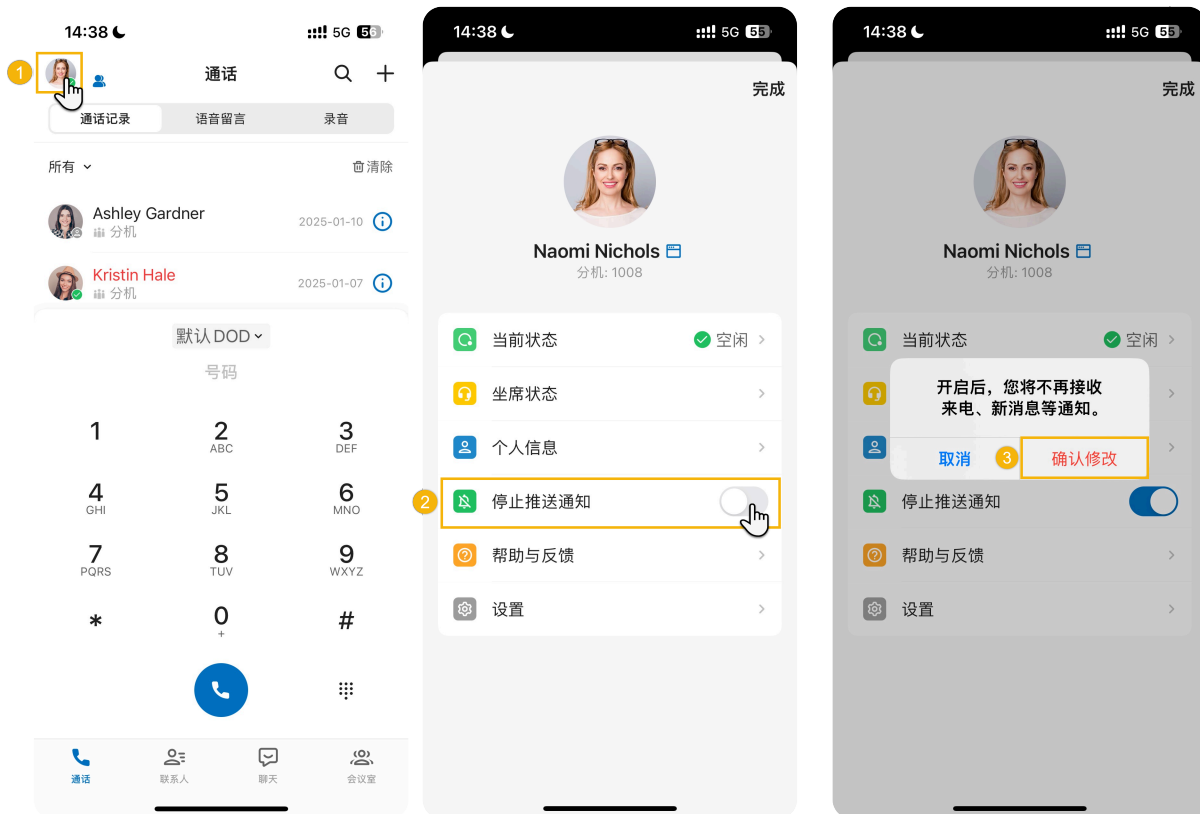 14:38
5G 56
1
通话
通话记录
语音留言
录音
所有
清除
Ashley Gardner
分机
2025-01-10
Kristin Hale
分机
2025-01-07
默认DOD
号码
1
2
ABC
3
DEF
4
GHI
5
JKL
6
MNO
7
PQRS
8
TUV
9
WXYZ
*
0
+
#
通话
联系人
聊天
会议室
14:38
5G 55
完成
Naomi Nichols
分机: 1008
当前状态
空闲
坐席状态
个人信息
2
停止推送通知
帮助与反馈
设置
14:38
5G 55
完成
Naomi Nichols
分机: 1008
当前状态
空闲
开启后，您将不再接收
来电、新消息等通知。
取消
3
确认修改
停止推送通知
帮助与反馈
设置